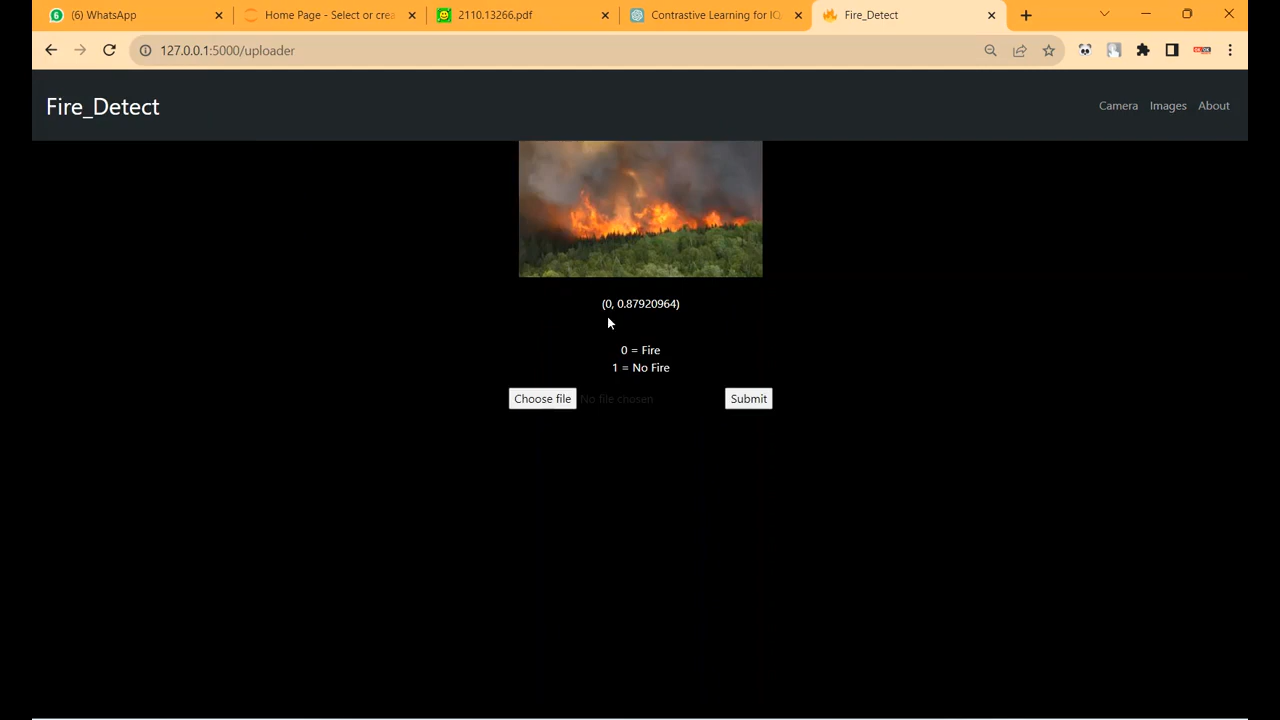 6 (6) WhatsApp
Home Page - Select or crea
2110.13266.pdf
Contrastive Learning for IQ
Fire_Detect
127.0.0.1:5000/uploader
Fire_Detect
Camera Images About
(0, 0.87920964)
0 = Fire
1 = No Fire
Choose file No file chosen Submit